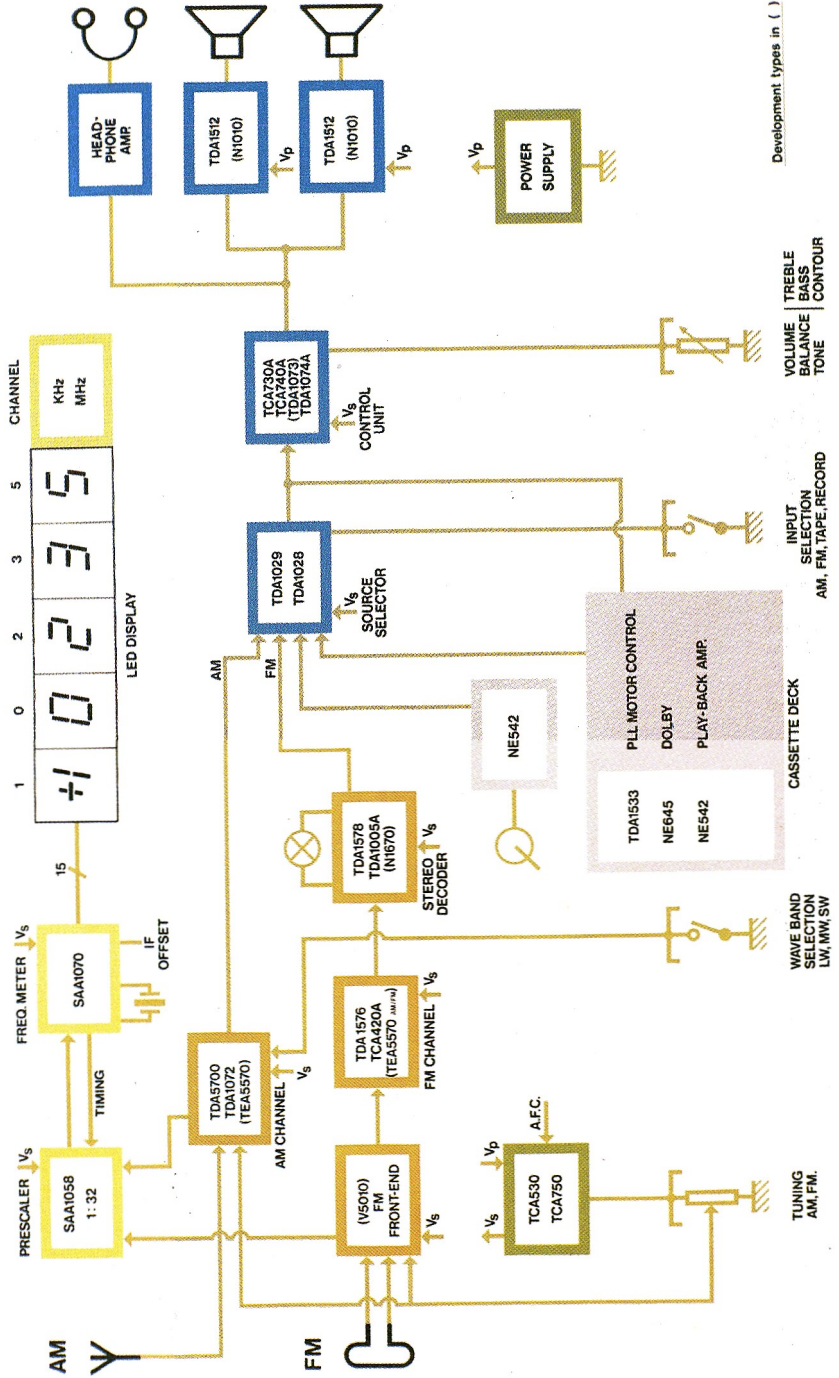 AM
PRESCALER
Vs
SAA1058
1:32
TIMING
FREQ. METER
Vs
SAA1070
IF
OFFSET
15
1
0
2
3
5
CHANNEL
÷1 0 2 3 5
KHz
MHz
LED DISPLAY
TDA5700
TDA1072
(TEA5570)
AM CHANNEL
Vs
FM
(V5010)
FM
FRONT-END
Vs
TDA1576
TCA420A
(TEA5570 AM/FM)
FM CHANNEL
Vs
TDA1578
TDA1005A
(N1670)
STEREO
DECODER
Vs
AM
FM
TDA1029
TDA1028
Vs
SOURCE
SELECTOR
TCA730A
TCA740A
(TDA1073)
TDA1074A
Vs
CONTROL
UNIT
HEAD-
PHONE
AMP.
TDA1512
(N1010)
Vp
TDA1512
(N1010)
Vp
Vp
POWER
SUPPLY
Vs
Vp
A.F.C.
TCA530
TCA750
NE542
TDA1533 PLL MOTOR CONTROL
NE645 DOLBY
NE542 PLAY-BACK AMP.
CASSETTE DECK
TUNING
AM, FM.
WAVE BAND
SELECTION
LW, MW, SW
INPUT
SELECTION
AM, FM, TAPE, RECORD
VOLUME
BALANCE
TONE
TREBLE
BASS
CONTOUR
Development types in ( )